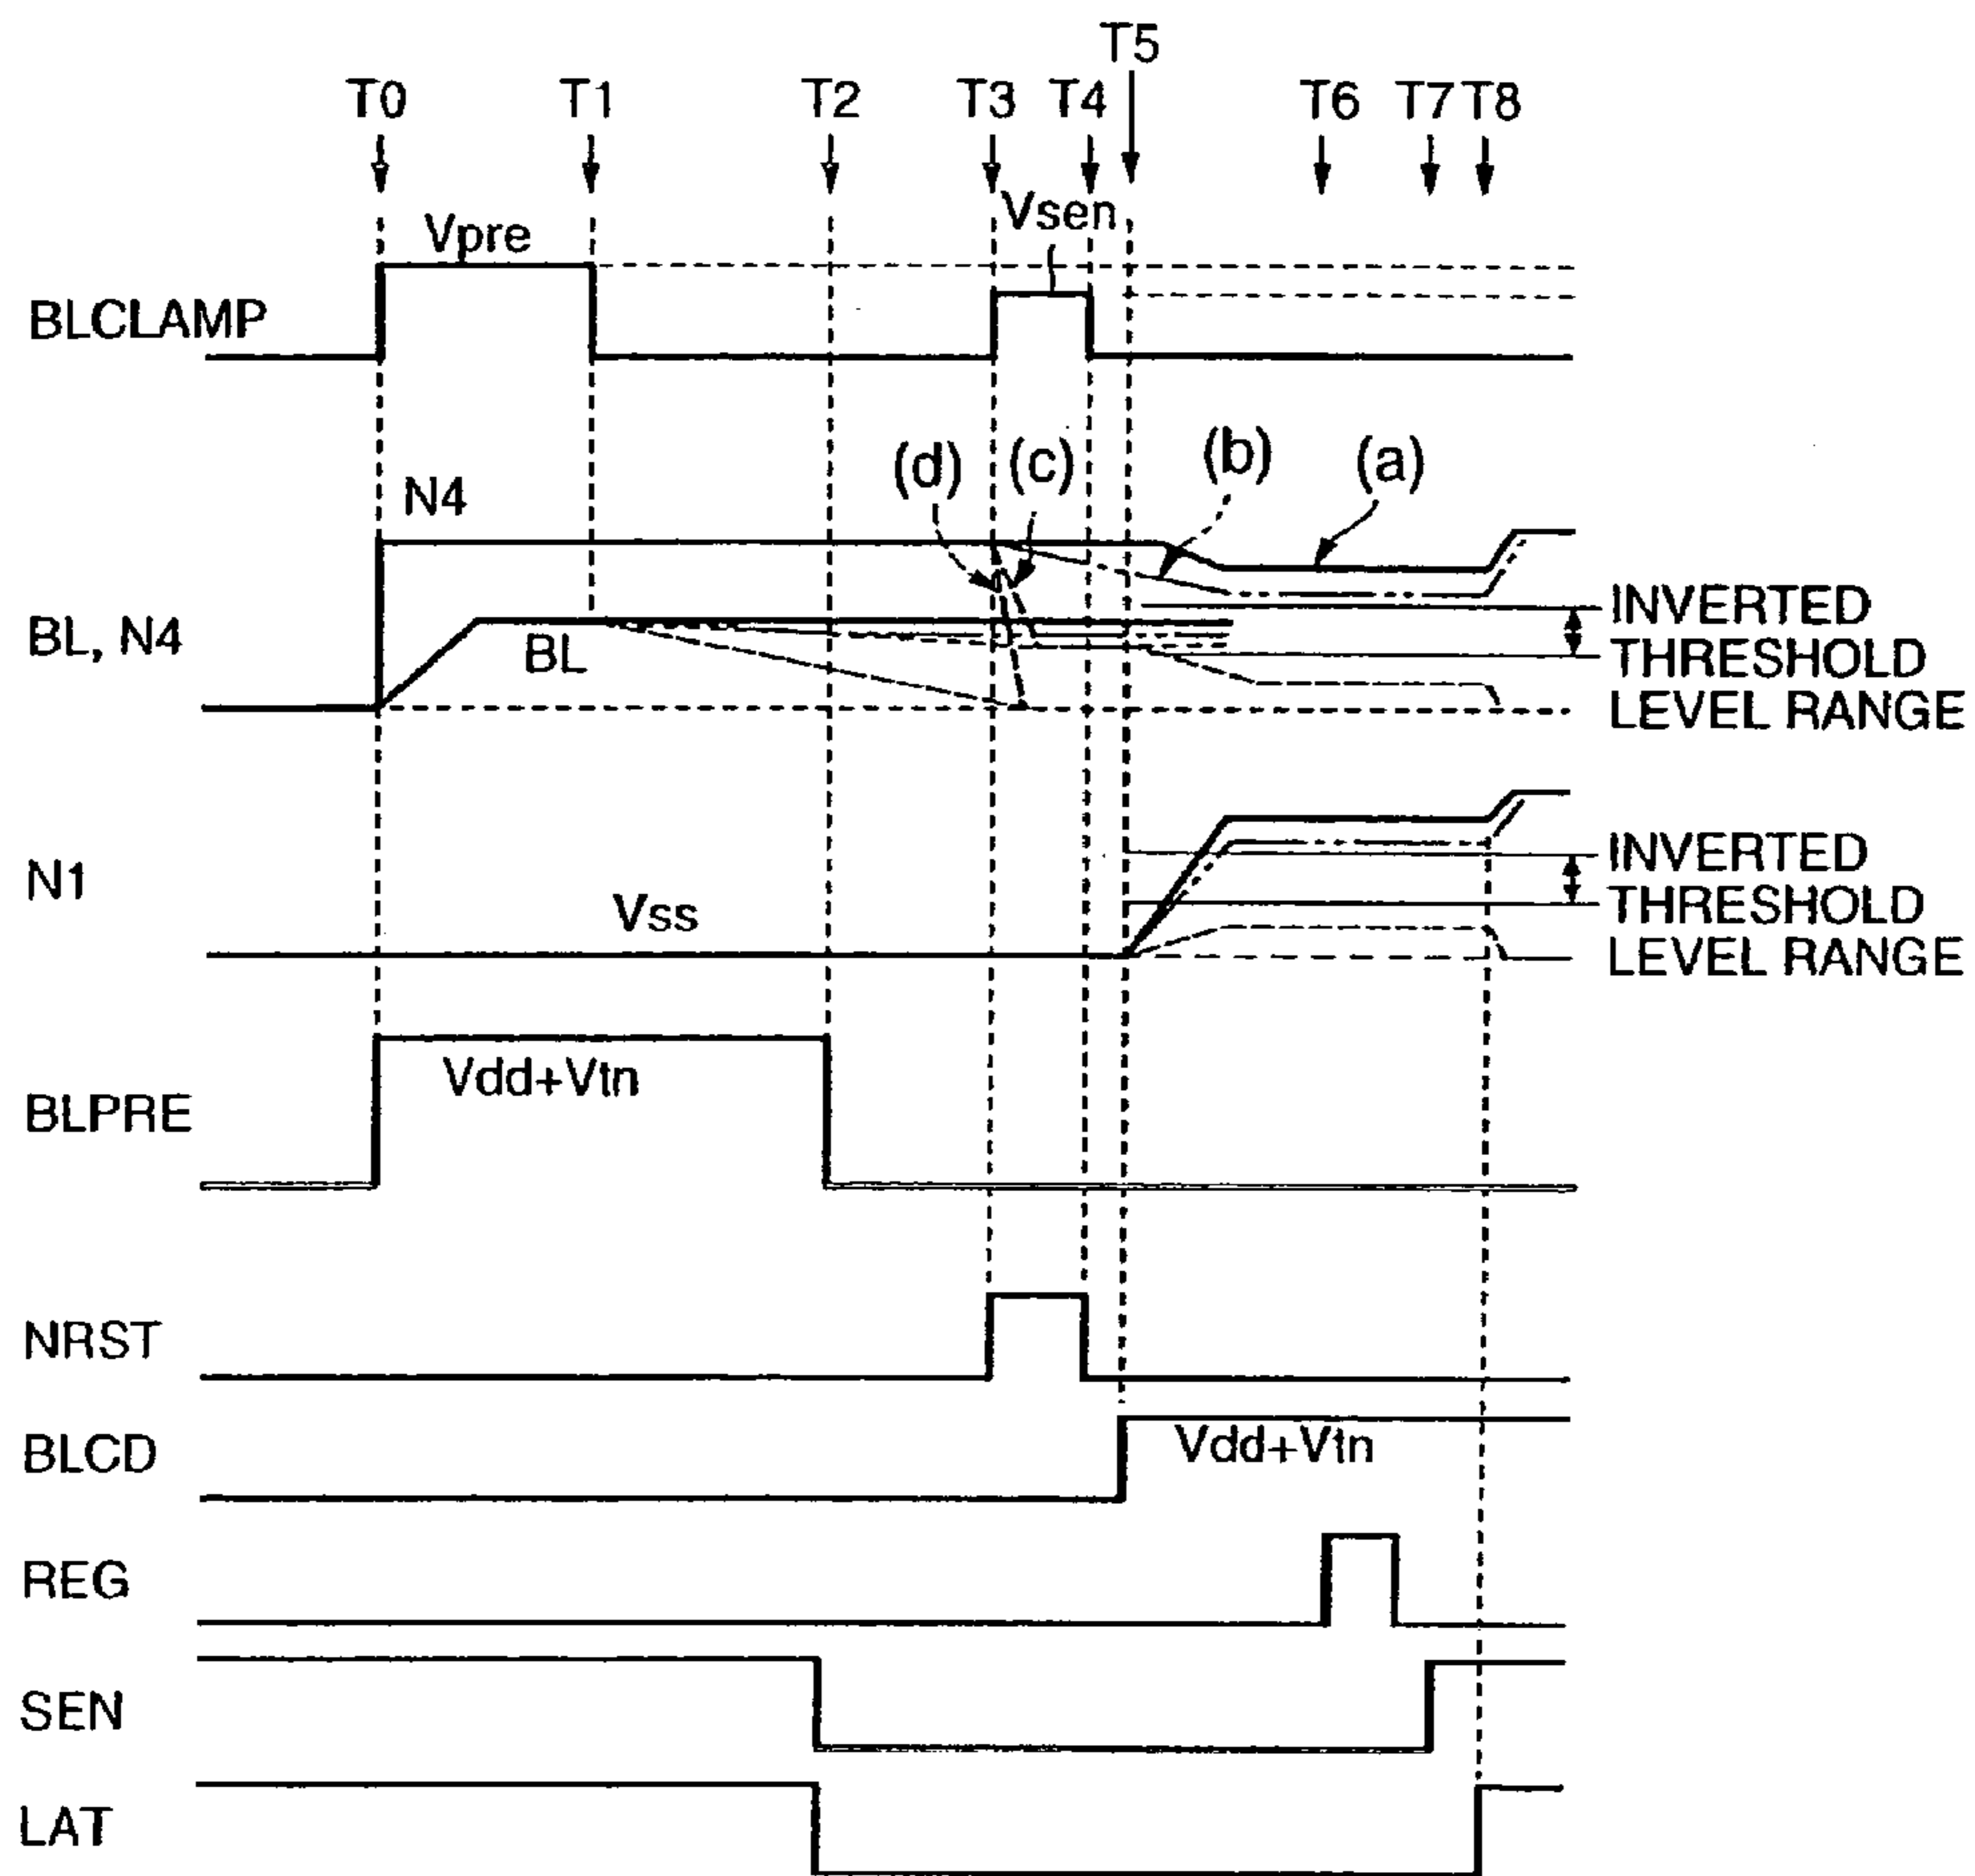 T5
T0 T1 T2 T3 T4 T6 T7 T8
Vpre Vsen
BLCLAMP
(d) (c) (b) (a)
N4
BL, N4 BL
INVERTED
THRESHOLD
LEVEL RANGE
N1 Vss
INVERTED
THRESHOLD
LEVEL RANGE
Vdd+Vtn
BLPRE
NRST
BLCD Vdd+Vtn
REG
SEN
LAT